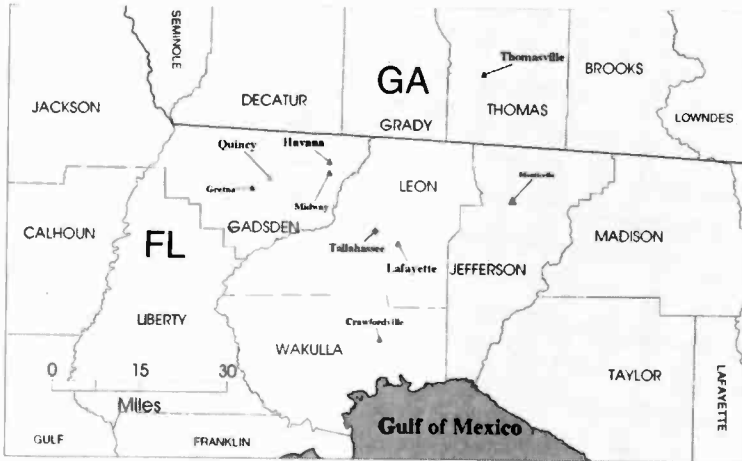 SEMINOLE
Thomasville
GA
BROOKS
JACKSON
DECATUR
THOMAS
LOWNDES
GRADY
Quincy
Havana
LEON
Monticello
Gretna
Midway
GADSDEN
CALHOUN
FL
MADISON
Tallahassee
Lafayette
JEFFERSON
LIBERTY
Crawfordville
WAKULLA
0 15 30
Miles
TAYLOR
LAFAYETTE
Gulf of Mexico
GULF
FRANKLIN